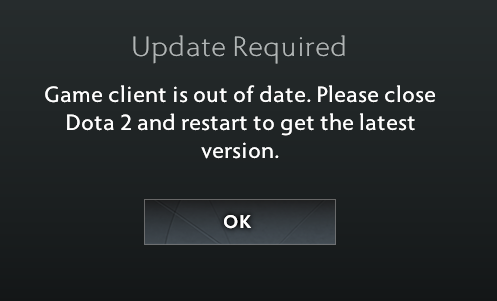 Update Required
Game client is out of date. Please close
Dota 2 and restart to get the latest
version.
OK